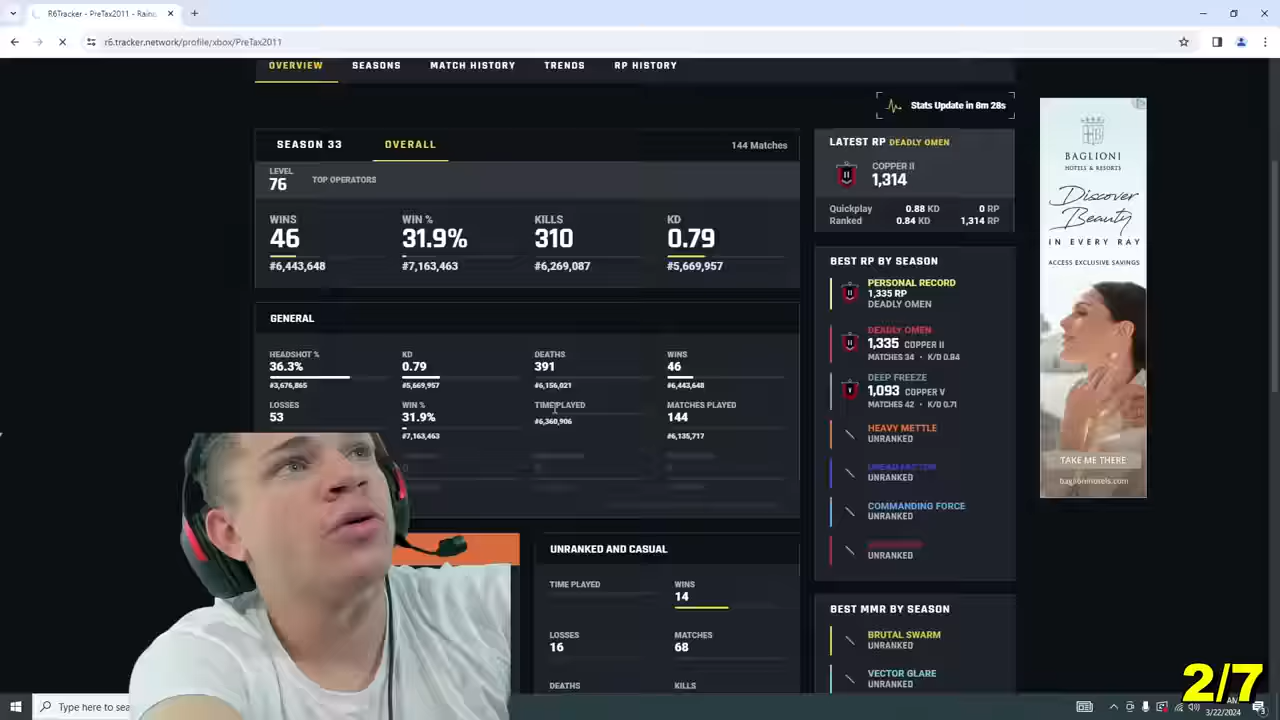 R6Tracker - PreTax2011 - Rainb
r6.tracker.network/profile/xbox/PreTax2011
OVERVIEW SEASONS MATCH HISTORY TRENDS RP HISTORY
Stats Update in 8m 28s
SEASON 33 OVERALL 144 Matches
LEVEL
76
TOP OPERATORS
WINS WIN % KILLS KD
46 31.9% 310 0.79
#6,443,648 #7,163,463 #6,269,087 #5,669,957
GENERAL
HEADSHOT % KD DEATHS WINS
36.3% 0.79 391 46
#3,676,865 #5,669,957 #6,156,021 #6,443,648
LOSSES WIN % TIME PLAYED MATCHES PLAYED
53 31.9% 144
#7,163,463 #6,360,906 #6,135,717
UNRANKED AND CASUAL
TIME PLAYED WINS
14
LOSSES MATCHES
16 68
DEATHS KILLS
LATEST RP DEADLY OMEN
COPPER II
1,314
Quickplay 0.88 KD 0 RP
Ranked 0.84 KD 1,314 RP
BEST RP BY SEASON
PERSONAL RECORD
1,335 RP
DEADLY OMEN
DEADLY OMEN
1,335 COPPER II
MATCHES 34 • K/D 0.84
DEEP FREEZE
1,093 COPPER V
MATCHES 42 • K/D 0.71
HEAVY METTLE
UNRANKED
UNRANKED
COMMANDING FORCE
UNRANKED
UNRANKED
BEST MMR BY SEASON
BRUTAL SWARM
UNRANKED
VECTOR GLARE
UNRANKED
BAGLIONI
HOTELS & RESORTS
Discover
Beauty
IN EVERY RAY
ACCESS EXCLUSIVE SAVINGS
TAKE ME THERE
baglionihotels.com
Type here to sea
3/22/2024
2/7